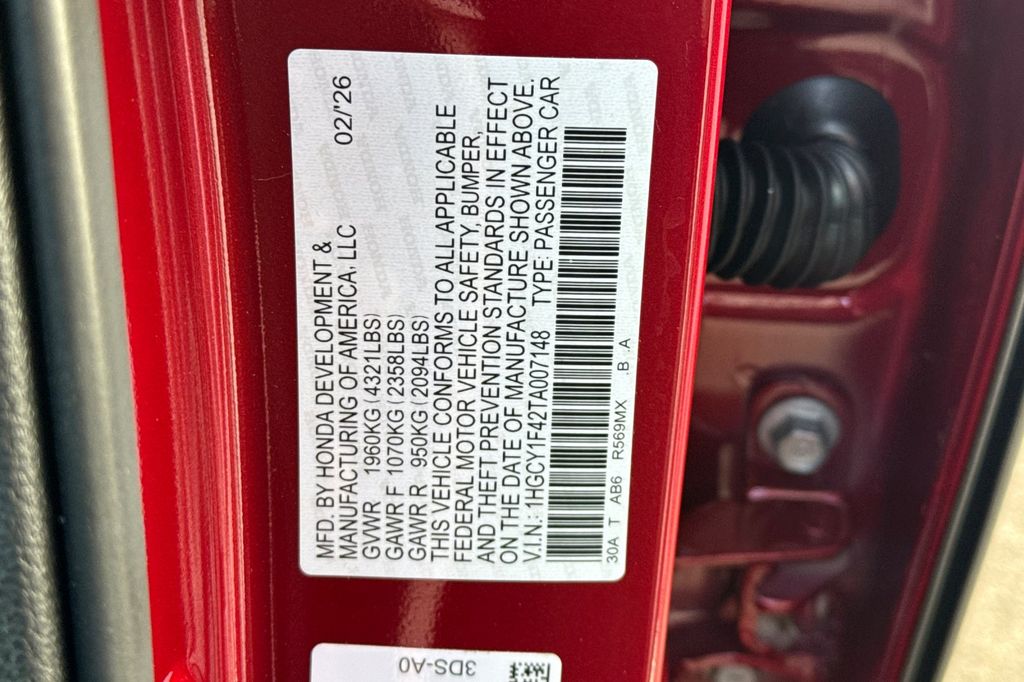 MFD. BY HONDA DEVELOPMENT &
MANUFACTURING OF AMERICA, LLC 02/'26
GVWR 1960KG (4321LBS)
GAWR F 1070KG (2358LBS)
GAWR R 950KG (2094LBS)
THIS VEHICLE CONFORMS TO ALL APPLICABLE
FEDERAL MOTOR VEHICLE SAFETY, BUMPER,
AND THEFT PREVENTION STANDARDS IN EFFECT
ON THE DATE OF MANUFACTURE SHOWN ABOVE.
V.I.N.: 1HGCY1F42TA007148 TYPE: PASSENGER CAR
30A T AB6 R569MX .B .A
3DS-A0